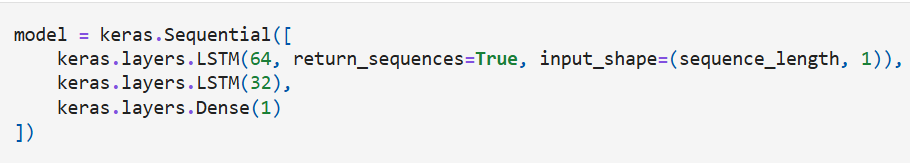 model = keras.Sequential([
    keras.layers.LSTM(64, return_sequences=True, input_shape=(sequence_length, 1)),
    keras.layers.LSTM(32),
    keras.layers.Dense(1)
])